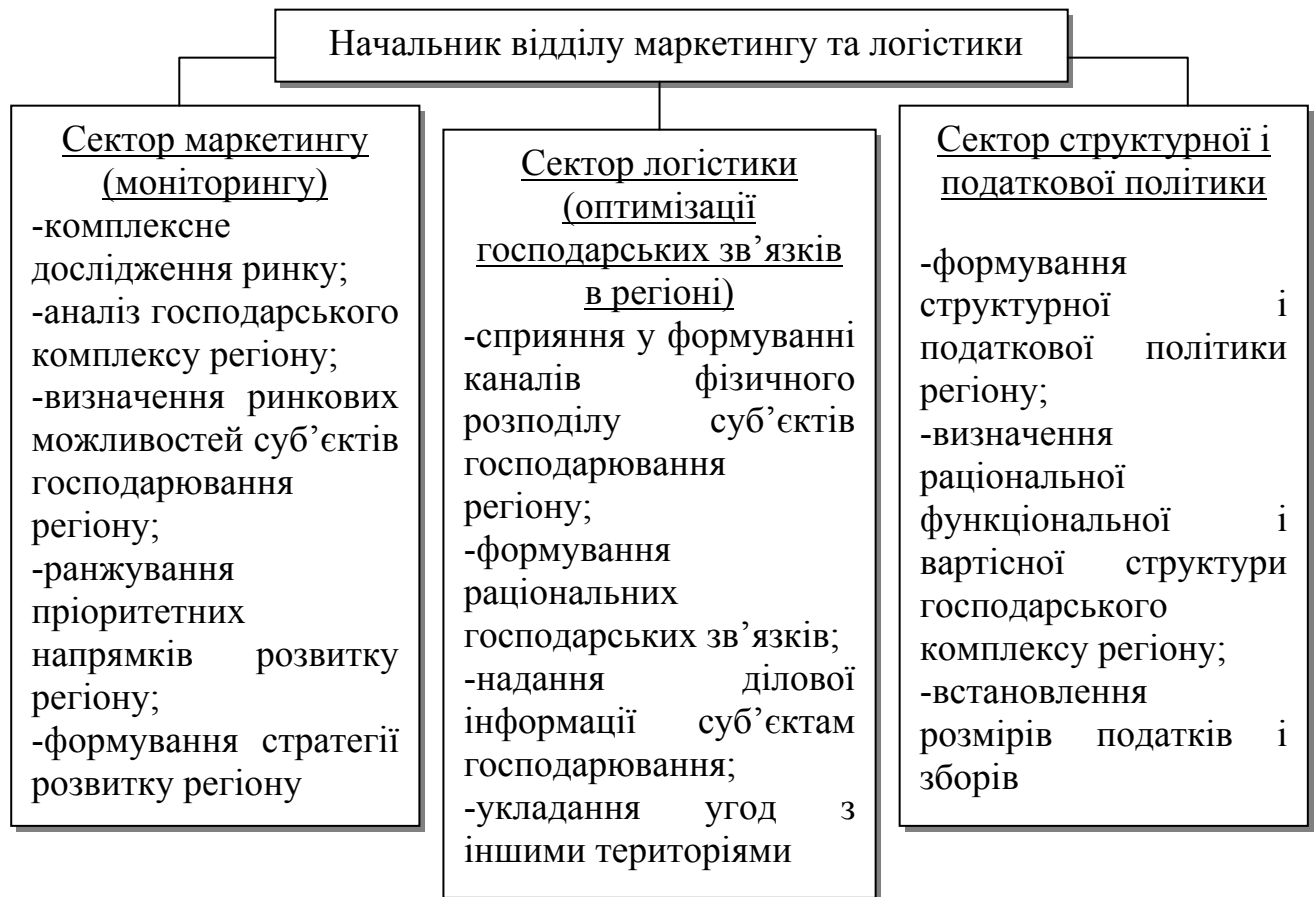 Начальник відділу маркетингу та логістики
Сектор маркетингу
(моніторингу)
-комплексне
дослідження ринку;
-аналіз господарського
комплексу регіону;
-визначення ринкових
можливостей суб’єктів
господарювання
регіону;
-ранжування
пріоритетних
напрямків розвитку
регіону;
-формування стратегії
розвитку регіону
Сектор логістики
(оптимізації
господарських зв’язків
в регіоні)
-сприяння у формуванні
каналів фізичного
розподілу суб’єктів
господарювання
регіону;
-формування
раціональних
господарських зв’язків;
-надання ділової
інформації суб’єктам
господарювання;
-укладання угод з
іншими територіями
Сектор структурної і
податкової політики
-формування
структурної і
податкової політики
регіону;
-визначення
раціональної
функціональної і
вартісної структури
господарського
комплексу регіону;
-встановлення
розмірів податків і
зборів